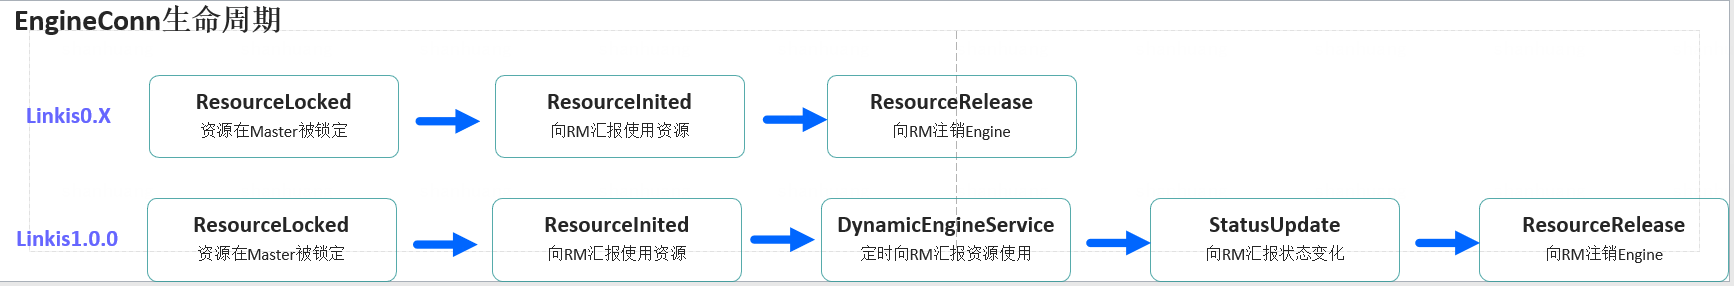 EngineConn生命周期
Linkis0.X
ResourceLocked
资源在Master被锁定
ResourceInited
向RM汇报使用资源
ResourceRelease
向RM注销Engine
Linkis1.0.0
ResourceLocked
资源在Master被锁定
ResourceInited
向RM汇报使用资源
DynamicEngineService
定时向RM汇报资源使用
StatusUpdate
向RM汇报状态变化
ResourceRelease
向RM注销Engine